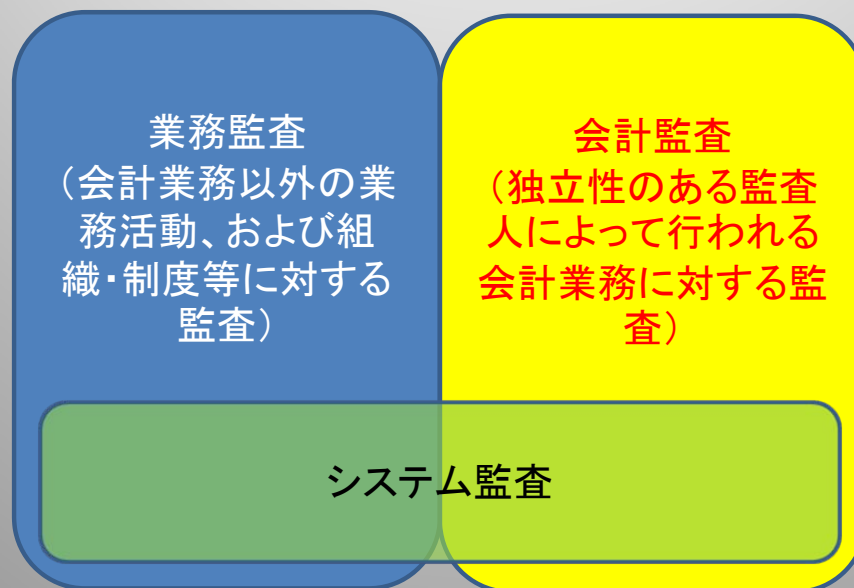 業務監査
（会計業務以外の業
務活動、および組
織・制度等に対する
監査）
会計監査
（独立性のある監査
人によって行われる
会計業務に対する監
査）
システム監査